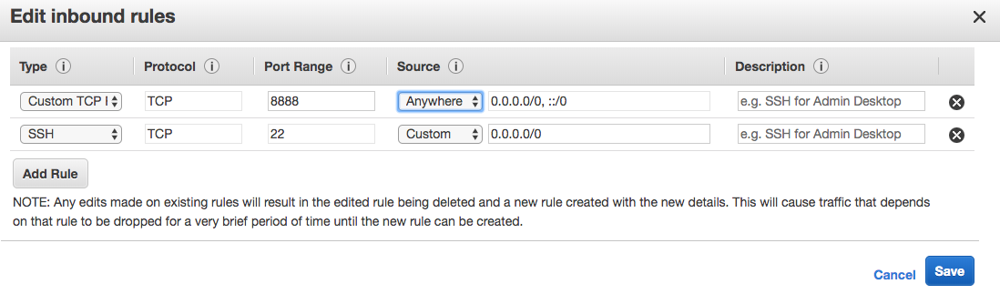 Edit inbound rules
Type Protocol Port Range Source Description
Custom TCP I TCP 8888 Anywhere 0.0.0.0/0, ::/0 e.g. SSH for Admin Desktop
SSH TCP 22 Custom 0.0.0.0/0 e.g. SSH for Admin Desktop
Add Rule
NOTE: Any edits made on existing rules will result in the edited rule being deleted and a new rule created with the new details. This will cause traffic that depends
on that rule to be dropped for a very brief period of time until the new rule can be created.
Cancel Save